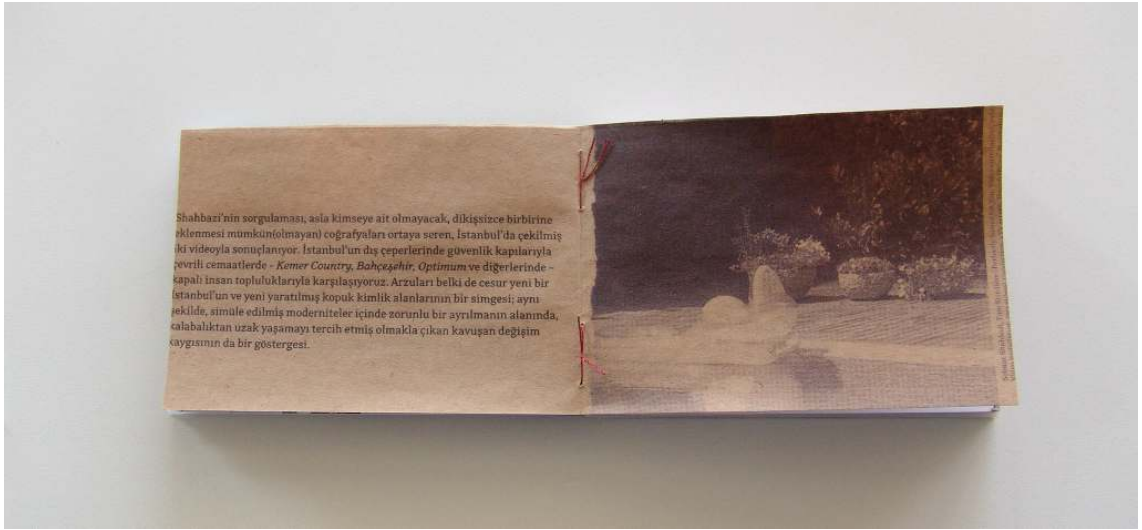 Shahbazi'nin sorgulaması, asla kimseye ait olmayacak, dikişsizce birbirine
eklenmesi mümkün(olmayan) coğrafyaları ortaya seren, İstanbul'da çekilmiş
iki videoyla sonuçlanıyor. İstanbul'un dış çeperlerinde güvenlik kapılarıyla
çevrili cemaatlerde - Kemer Country, Bahçeşehir, Optimum ve diğerlerinde -
kapalı insan topluluklarıyla karşılaşıyoruz. Arzuları belki de cesur yeni bir
İstanbul'un ve yeni yaratılmış kopuk kimlik alanlarının bir simgesi; aynı
şekilde, simüle edilmiş moderniteler içinde zorunlu bir ayrılmanın alanında,
kalabalıktan uzak yaşamayı tercih etmiş olmakla çıkan kavuşan değişim
kaygısının da bir göstergesi.